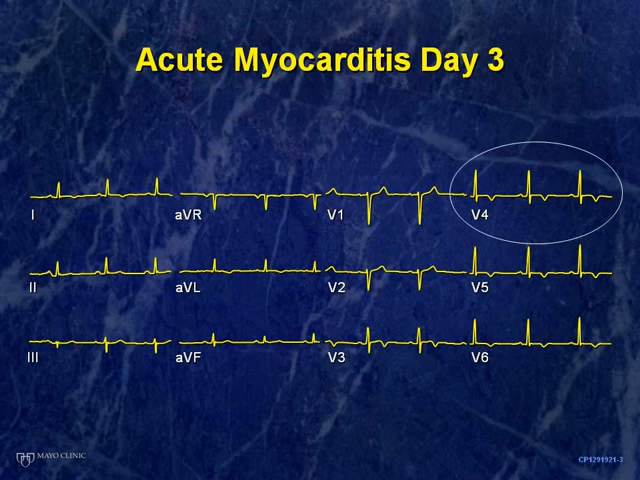 Acute Myocarditis Day 3
I aVR V1 V4
II aVL V2 V5
III aVF V3 V6
MAYO CLINIC
CP1291921-3